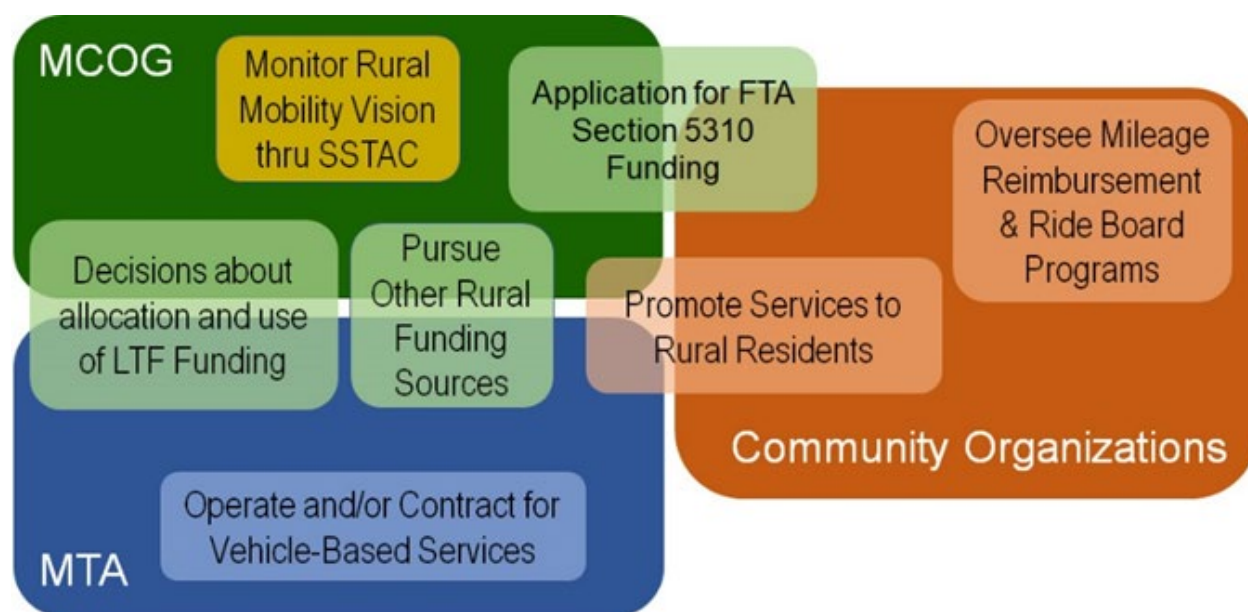 MCOG
Monitor Rural
Mobility Vision
thru SSTAC
Application for FTA
Section 5310
Funding
Oversee Mileage
Reimbursement
& Ride Board
Programs
Decisions about
allocation and use
of LTF Funding
Pursue
Other Rural
Funding
Sources
Promote Services to
Rural Residents
Community Organizations
Operate and/or Contract for
Vehicle-Based Services
MTA